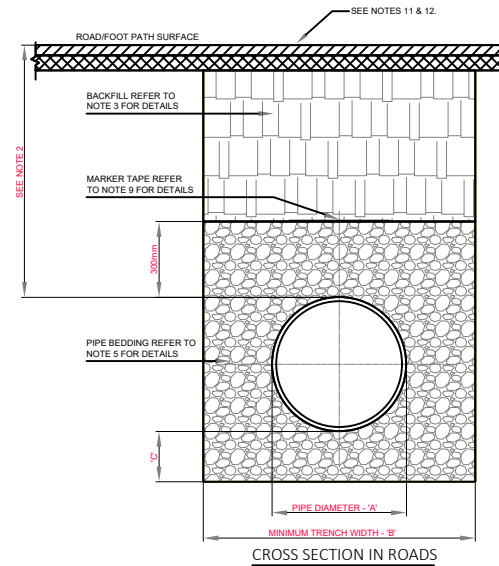 SEE NOTES 11 & 12.
ROAD/FOOT PATH SURFACE
BACKFILL REFER TO
NOTE 3 FOR DETAILS
SEE NOTE 2
MARKER TAPE REFER
TO NOTE 9 FOR DETAILS
300mm
PIPE BEDDING REFER TO
NOTE 5 FOR DETAILS
'C'
PIPE DIAMETER - 'A'
MINIMUM TRENCH WIDTH - 'B'
CROSS SECTION IN ROADS